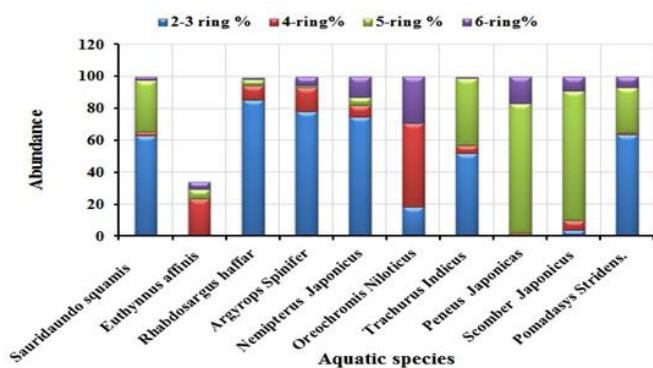 2-3 ring % 4-ring% 5-ring % 6-ring%
120
100
80
60
40
20
0
Abundance
Sauridaundo squamis
Euthynnus affinis
Rhabdosargus haffar
Argyrops Spinifer
Nemipterus Japonicus
Oreochromis Niloticus
Trachurus Indicus
Peneus Japonicas
Scomber Japonicus
Pomadasys Stridens.
Aquatic species